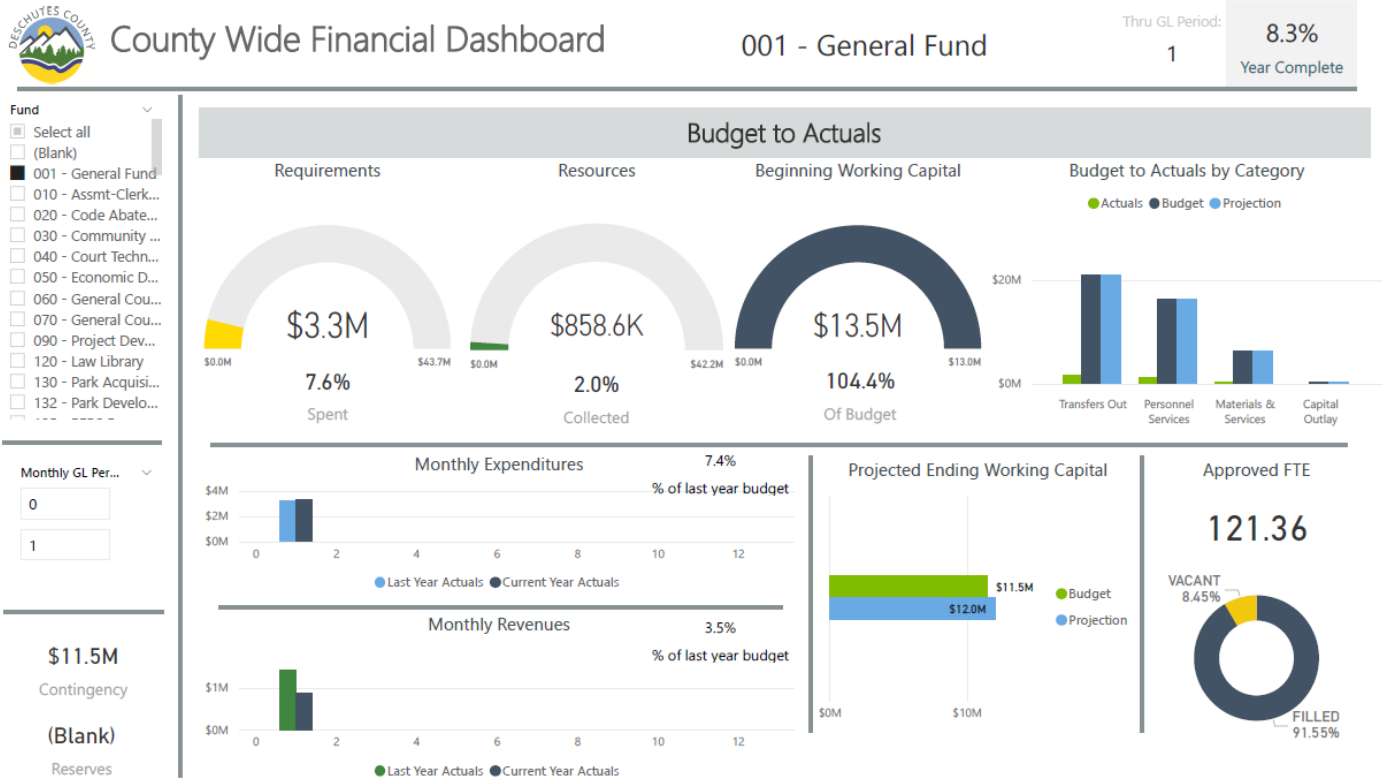 DESCHUTES COUNTY
County Wide Financial Dashboard
001 - General Fund
Thru GL Period:
1
8.3%
Year Complete
Fund
Select all
(Blank)
001 - General Fund
010 - Assmt-Clerk...
020 - Code Abate...
030 - Community ...
040 - Court Techn...
050 - Economic D...
060 - General Cou...
070 - General Cou...
090 - Project Dev...
120 - Law Library
130 - Park Acquisi...
132 - Park Develo...
Monthly GL Per...
0
1
$11.5M
Contingency
(Blank)
Reserves
Budget to Actuals
Requirements
$3.3M
$0.0M
$43.7M
7.6%
Spent
Resources
$858.6K
$0.0M
$42.2M
2.0%
Collected
Beginning Working Capital
$13.5M
$0.0M
$13.0M
104.4%
Of Budget
Budget to Actuals by Category
Actuals Budget Projection
$20M
$0M
Transfers Out
Personnel
Services
Materials &
Services
Capital
Outlay
Monthly Expenditures
7.4%
% of last year budget
$4M
$2M
$0M
0 2 4 6 8 10 12
Last Year Actuals Current Year Actuals
Monthly Revenues
3.5%
% of last year budget
$1M
$0M
0 2 4 6 8 10 12
Last Year Actuals Current Year Actuals
Projected Ending Working Capital
$11.5M
$12.0M
Budget
Projection
$0M
$10M
Approved FTE
121.36
VACANT
8.45%
FILLED
91.55%